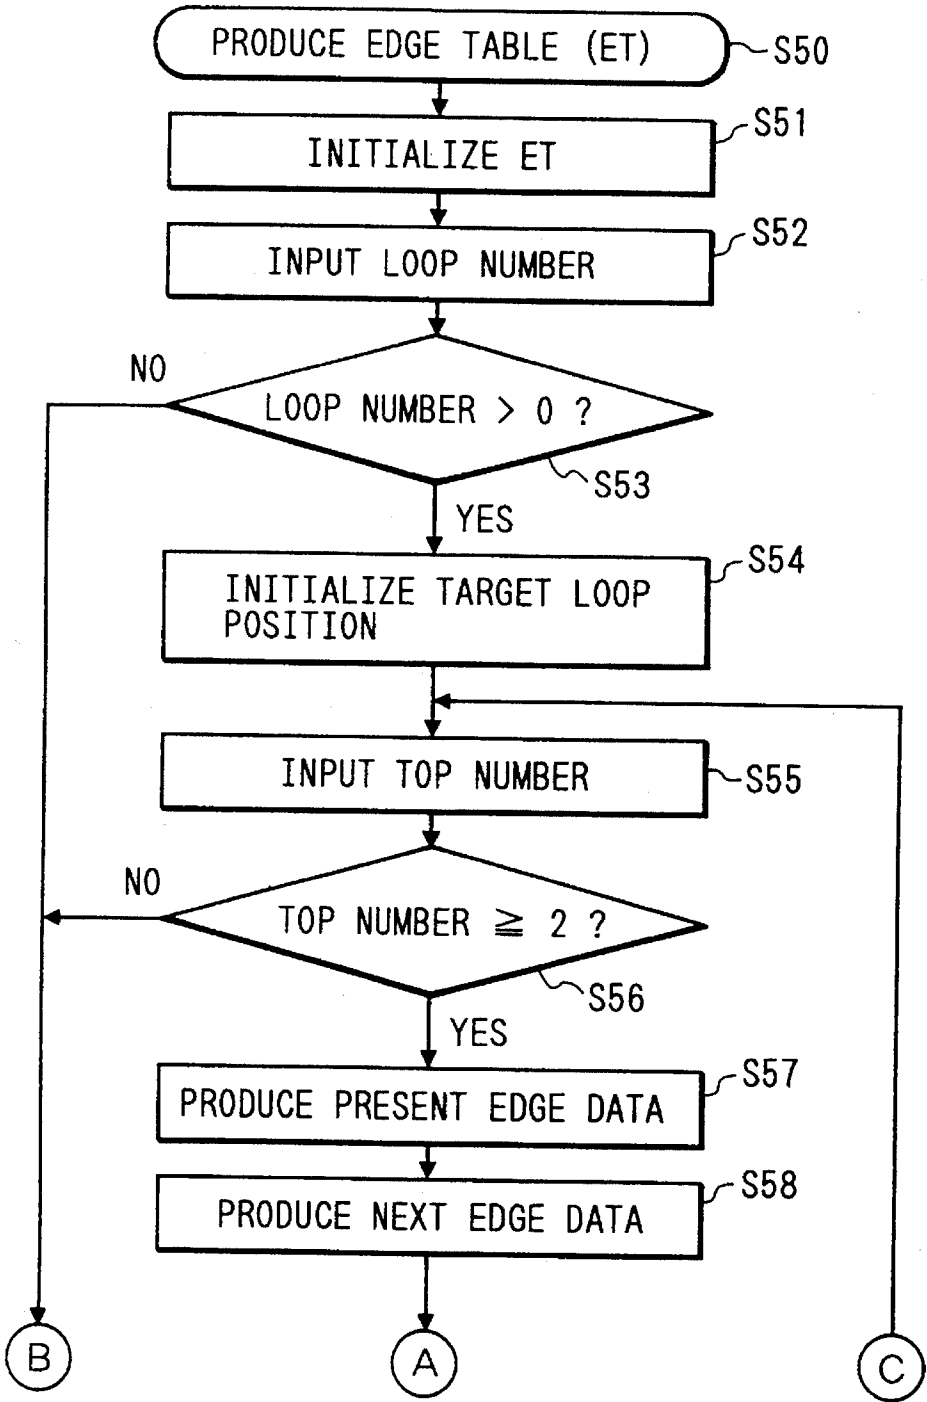 PRODUCE EDGE TABLE (ET)
S50
S51
INITIALIZE ET
S52
INPUT LOOP NUMBER
NO
LOOP NUMBER > 0 ?
S53
YES
S54
INITIALIZE TARGET LOOP
POSITION
INPUT TOP NUMBER
S55
NO
TOP NUMBER ≧ 2 ?
S56
YES
S57
PRODUCE PRESENT EDGE DATA
S58
PRODUCE NEXT EDGE DATA
B
A
C